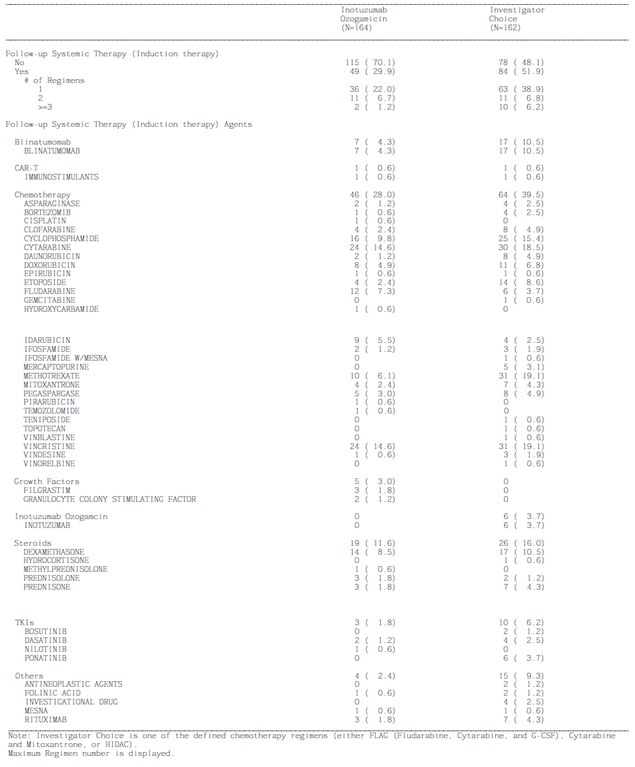 Inotuzumab Investigator
Ozogamicin Choice
(N=164) (N=162)
Follow-up Systemic Therapy (Induction therapy)
No 115 ( 70.1) 78 ( 48.1)
Yes 49 ( 29.9) 84 ( 51.9)
# of Regimens
1 36 ( 22.0) 63 ( 38.9)
2 11 ( 6.7) 11 ( 6.8)
>=3 2 ( 1.2) 10 ( 6.2)
Follow-up Systemic Therapy (Induction therapy) Agents
Blinatumomab 7 ( 4.3) 17 ( 10.5)
BLINATUMOMAB 7 ( 4.3) 17 ( 10.5)
CAR-T 1 ( 0.6) 1 ( 0.6)
IMMUNOSTIMULANTS 1 ( 0.6) 1 ( 0.6)
Chemotherapy 46 ( 28.0) 64 ( 39.5)
ASPARAGINASE 2 ( 1.2) 4 ( 2.5)
BORTEZOMIB 1 ( 0.6) 4 ( 2.5)
CISPLATIN 1 ( 0.6) 0
CLOFARABINE 4 ( 2.4) 8 ( 4.9)
CYCLOPHOSPHAMIDE 16 ( 9.8) 25 ( 15.4)
CYTARABINE 24 ( 14.6) 30 ( 18.5)
DAUNORUBICIN 2 ( 1.2) 8 ( 4.9)
DOXORUBICIN 8 ( 4.9) 11 ( 6.8)
EPIRUBICIN 1 ( 0.6) 1 ( 0.6)
ETOPOSIDE 4 ( 2.4) 14 ( 8.6)
FLUDARABINE 12 ( 7.3) 6 ( 3.7)
GEMCITABINE 0 1 ( 0.6)
HYDROXYCARBAMIDE 1 ( 0.6) 0
IDARUBICIN 9 ( 5.5) 4 ( 2.5)
IFOSFAMIDE 2 ( 1.2) 3 ( 1.9)
IFOSFAMIDE W/MESNA 0 1 ( 0.6)
MERCAPTOPURINE 0 5 ( 3.1)
METHOTREXATE 10 ( 6.1) 31 ( 19.1)
MITOXANTRONE 4 ( 2.4) 7 ( 4.3)
PEGASPARGASE 5 ( 3.0) 8 ( 4.9)
PIRARUBICIN 1 ( 0.6) 0
TEMOZOLOMIDE 1 ( 0.6) 0
TENIPOSIDE 0 1 ( 0.6)
TOPOTECAN 0 1 ( 0.6)
VINBLASTINE 0 1 ( 0.6)
VINCRISTINE 24 ( 14.6) 31 ( 19.1)
VINDESINE 1 ( 0.6) 3 ( 1.9)
VINORELBINE 0 1 ( 0.6)
Growth Factors 5 ( 3.0) 0
FILGRASTIM 3 ( 1.8) 0
GRANULOCYTE COLONY STIMULATING FACTOR 2 ( 1.2) 0
Inotuzumab Ozogamcin 0 6 ( 3.7)
INOTUZUMAB 0 6 ( 3.7)
Steroids 19 ( 11.6) 26 ( 16.0)
DEXAMETHASONE 14 ( 8.5) 17 ( 10.5)
HYDROCORTISONE 0 1 ( 0.6)
METHYLPREDNISOLONE 1 ( 0.6) 0
PREDNISOLONE 3 ( 1.8) 2 ( 1.2)
PREDNISONE 3 ( 1.8) 7 ( 4.3)
TKIs 3 ( 1.8) 10 ( 6.2)
BOSUTINIB 0 2 ( 1.2)
DASATINIB 2 ( 1.2) 4 ( 2.5)
NILOTINIB 1 ( 0.6) 0
PONATINIB 0 6 ( 3.7)
Others 4 ( 2.4) 15 ( 9.3)
ANTINEOPLASTIC AGENTS 0 2 ( 1.2)
FOLINIC ACID 1 ( 0.6) 2 ( 1.2)
INVESTIGATIONAL DRUG 0 4 ( 2.5)
MESNA 1 ( 0.6) 1 ( 0.6)
RITUXIMAB 3 ( 1.8) 7 ( 4.3)
Note: Investigator Choice is one of the defined chemotherapy regimens (either FLAG (Fludarabine, Cytarabine, and G-CSF), Cytarabine
and Mitoxantrone, or HIDAC).
Maximum Regimen number is displayed.